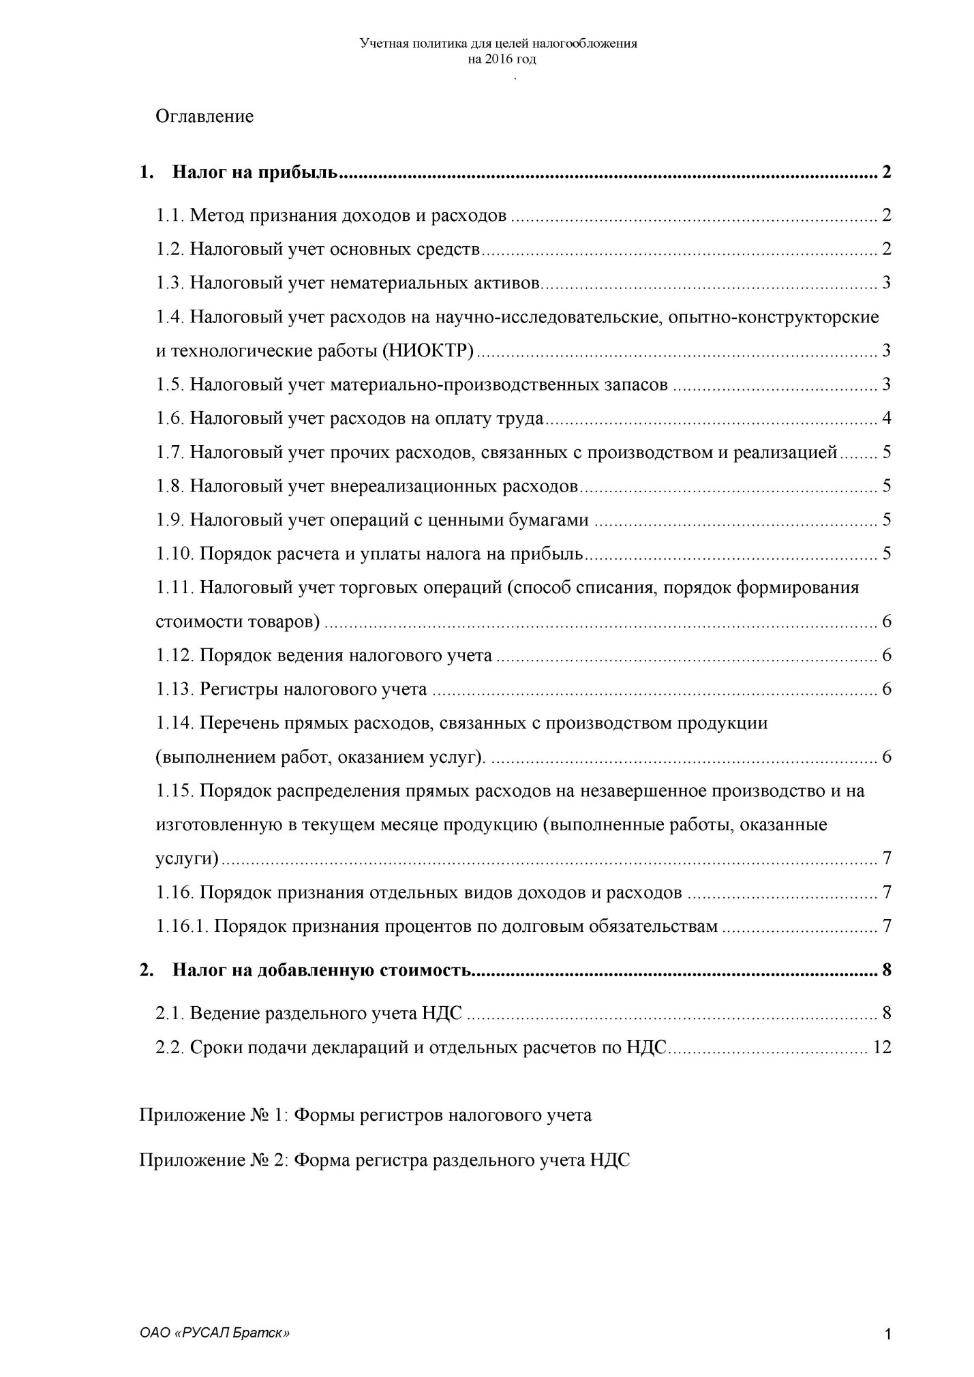 Учетная политика для целей налогообложения
на 2016 год
.
Оглавление
1. Налог на прибыль........................................................................................................ 2
1.1. Метод признания доходов и расходов ........................................................................ 2
1.2. Налоговый учет основных средств............................................................................. 2
1.3. Налоговый учет нематериальных активов................................................................. 3
1.4. Налоговый учет расходов на научно-исследовательские, опытно-конструкторские
и технологические работы (НИОКТР) ............................................................................. 3
1.5. Налоговый учет материально-производственных запасов ........................................ 3
1.6. Налоговый учет расходов на оплату труда................................................................ 4
1.7. Налоговый учет прочих расходов, связанных с производством и реализацией........ 5
1.8. Налоговый учет внереализационных расходов.......................................................... 5
1.9. Налоговый учет операций с ценными бумагами ....................................................... 5
1.10. Порядок расчета и уплаты налога на прибыль......................................................... 5
1.11. Налоговый учет торговых операций (способ списания, порядок формирования
стоимости товаров) .......................................................................................................... 6
1.12. Порядок ведения налогового учета .......................................................................... 6
1.13. Регистры налогового учета ....................................................................................... 6
1.14. Перечень прямых расходов, связанных с производством продукции
(выполнением работ, оказанием услуг). .......................................................................... 6
1.15. Порядок распределения прямых расходов на незавершенное производство и на
изготовленную в текущем месяце продукцию (выполненные работы, оказанные
услуги).............................................................................................................................. 7
1.16. Порядок признания отдельных видов доходов и расходов ..................................... 7
1.16.1. Порядок признания процентов по долговым обязательствам ............................... 7
2. Налог на добавленную стоимость............................................................................. 8
2.1. Ведение раздельного учета НДС ................................................................................ 8
2.2. Сроки подачи деклараций и отдельных расчетов по НДС........................................ 12
Приложение № 1: Формы регистров налогового учета
Приложение № 2: Форма регистра раздельного учета НДС
ОАО «РУСАЛ Братск» 1